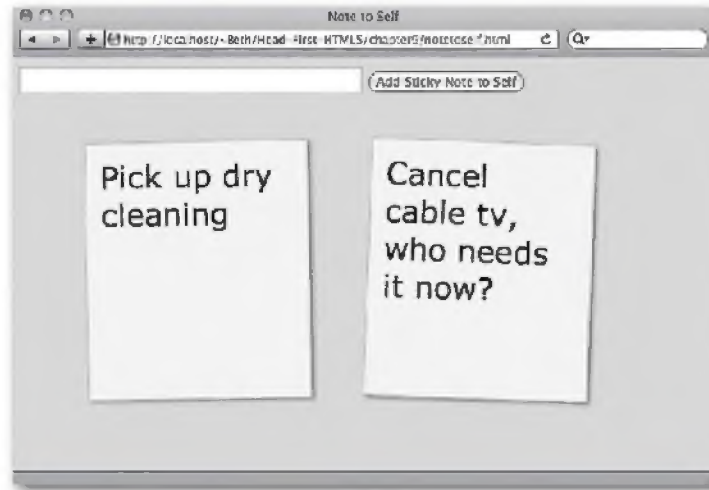 Note to Self
Add Sticky Note to Self
Pick up dry
cleaning
Cancel
cable tv,
who needs
it now?